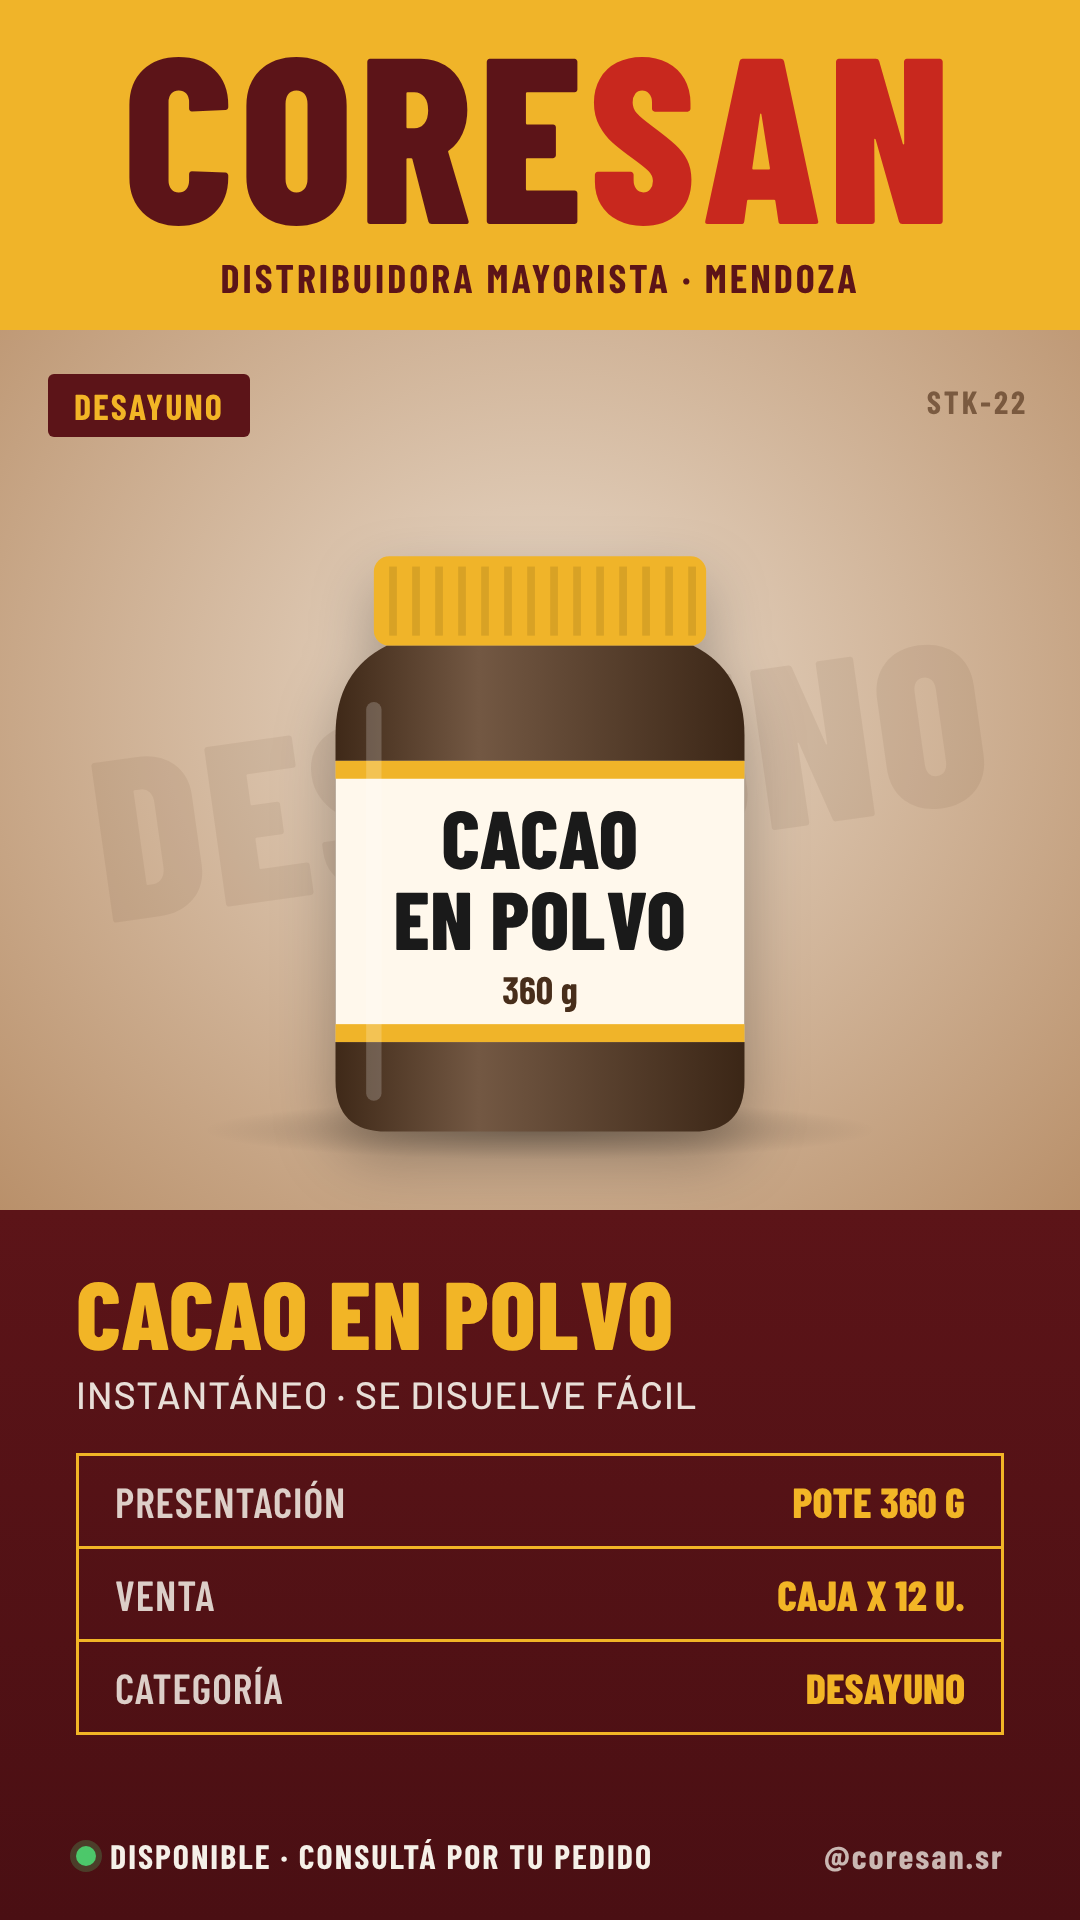 CORESAN
DISTRIBUIDORA MAYORISTA · MENDOZA
DESAYUNO
STK-22
CACAO
EN POLVO
360 g
CACAO EN POLVO
INSTANTÁNEO · SE DISUELVE FÁCIL
PRESENTACIÓN POTE 360 G
VENTA CAJA X 12 U.
CATEGORÍA DESAYUNO
DISPONIBLE · CONSULTÁ POR TU PEDIDO
@coresan.sr